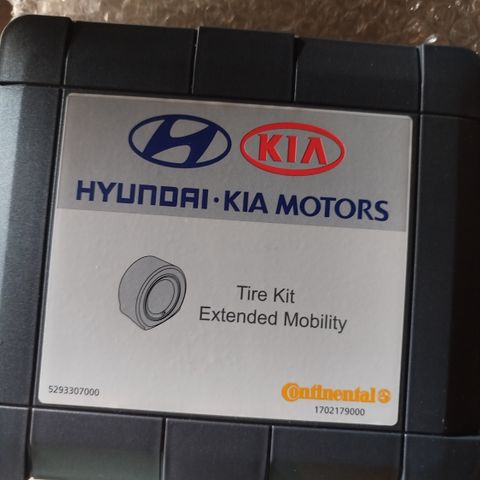 KIA
HYUNDAI · KIA MOTORS
Tire Kit
Extended Mobility
5293307000
Continental
1702179000